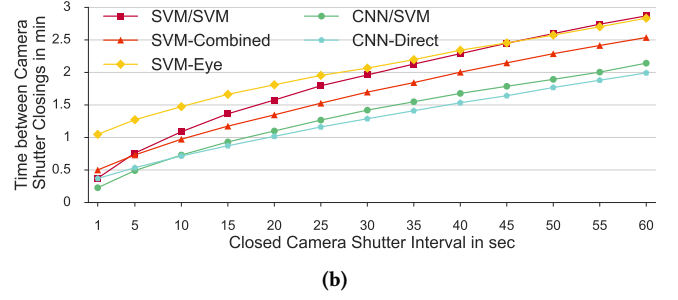 3
2.5
2
1.5
1
0.5
0
Time between Camera
Shutter Closings in min
SVM/SVM
SVM-Combined
SVM-Eye
CNN/SVM
CNN-Direct
1 5 10 15 20 25 30 35 40 45 50 55 60
Closed Camera Shutter Interval in sec
(b)